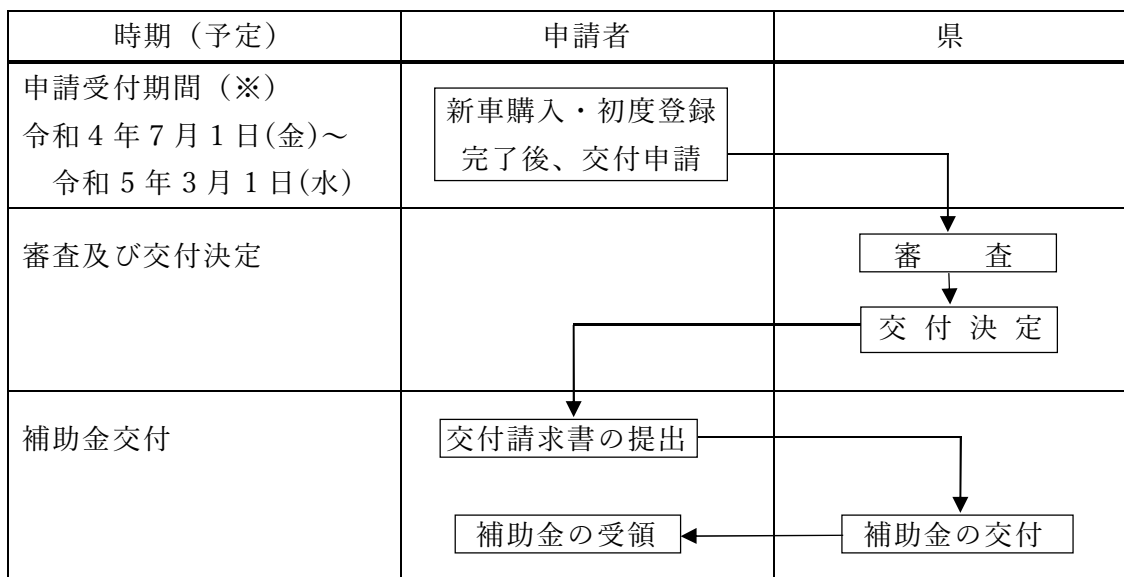 時期（予定）
申請者
県
申請受付期間（※）
令和４年７月１日(金)～
令和５年３月１日(水)
新車購入・初度登録
完了後、交付申請
審査及び交付決定
審　査
交付決定
補助金交付
交付請求書の提出
補助金の受領
補助金の交付